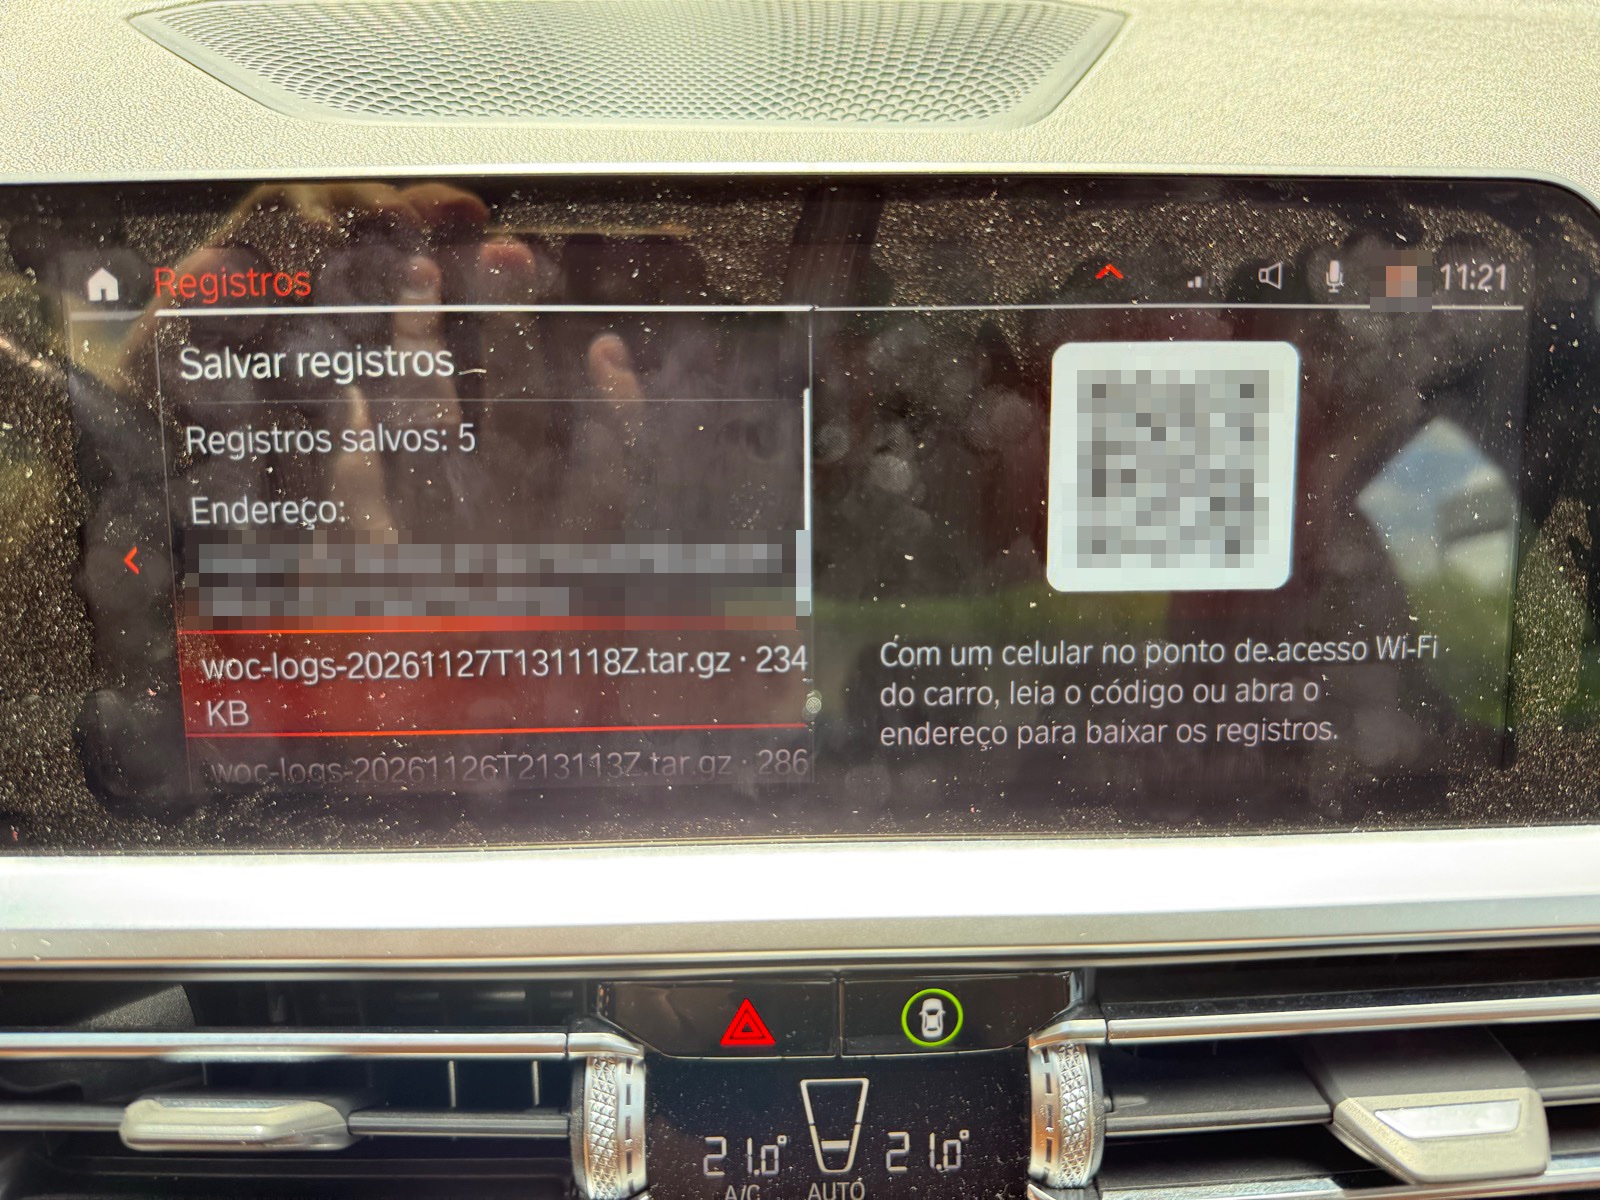 Registros
11:21
Salvar registros
Registros salvos: 5
Endereço:
woc-logs-20261127T131118Z.tar.gz · 234
KB
woc-logs-20261126T213113Z.tar.gz · 286
Com um celular no ponto de acesso Wi-Fi
do carro, leia o código ou abra o
endereço para baixar os registros.
21.0° 21.0°
A/C AUTO